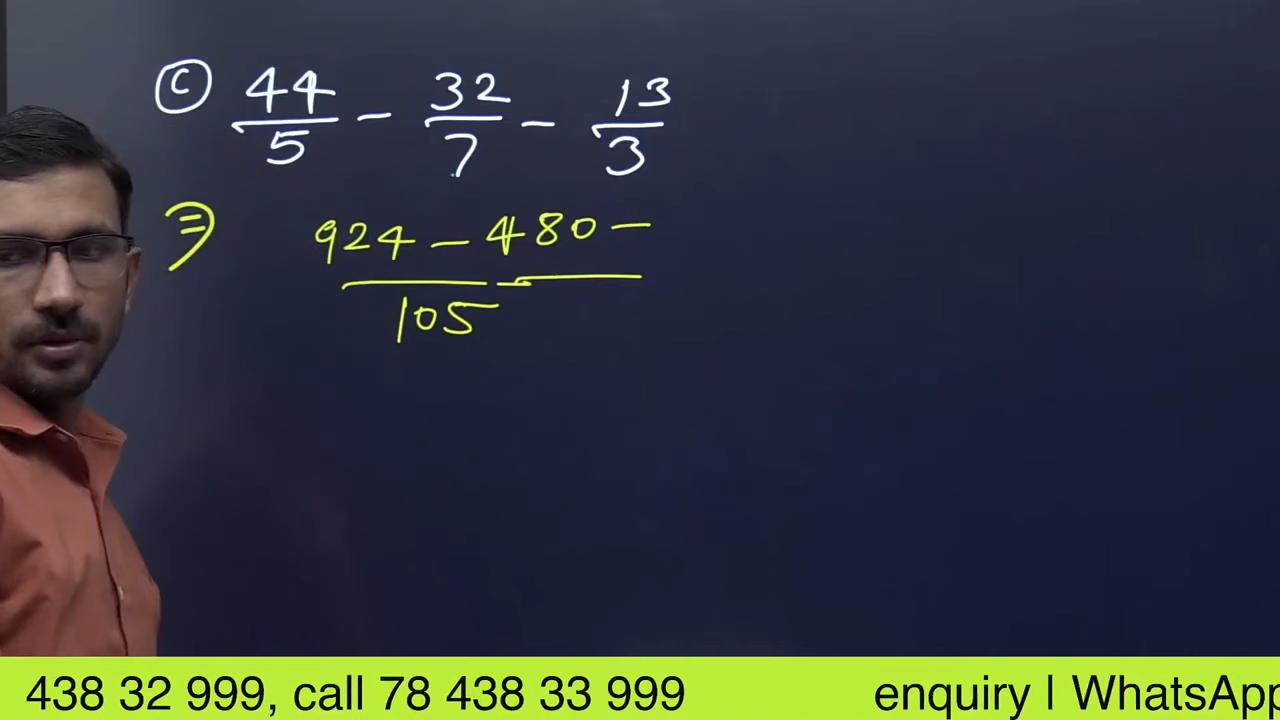 Ⓒ 44/5 - 32/7 - 13/3
⇒ 924 - 480 -
105
438 32 999, call 78 438 33 999 enquiry | WhatsApp